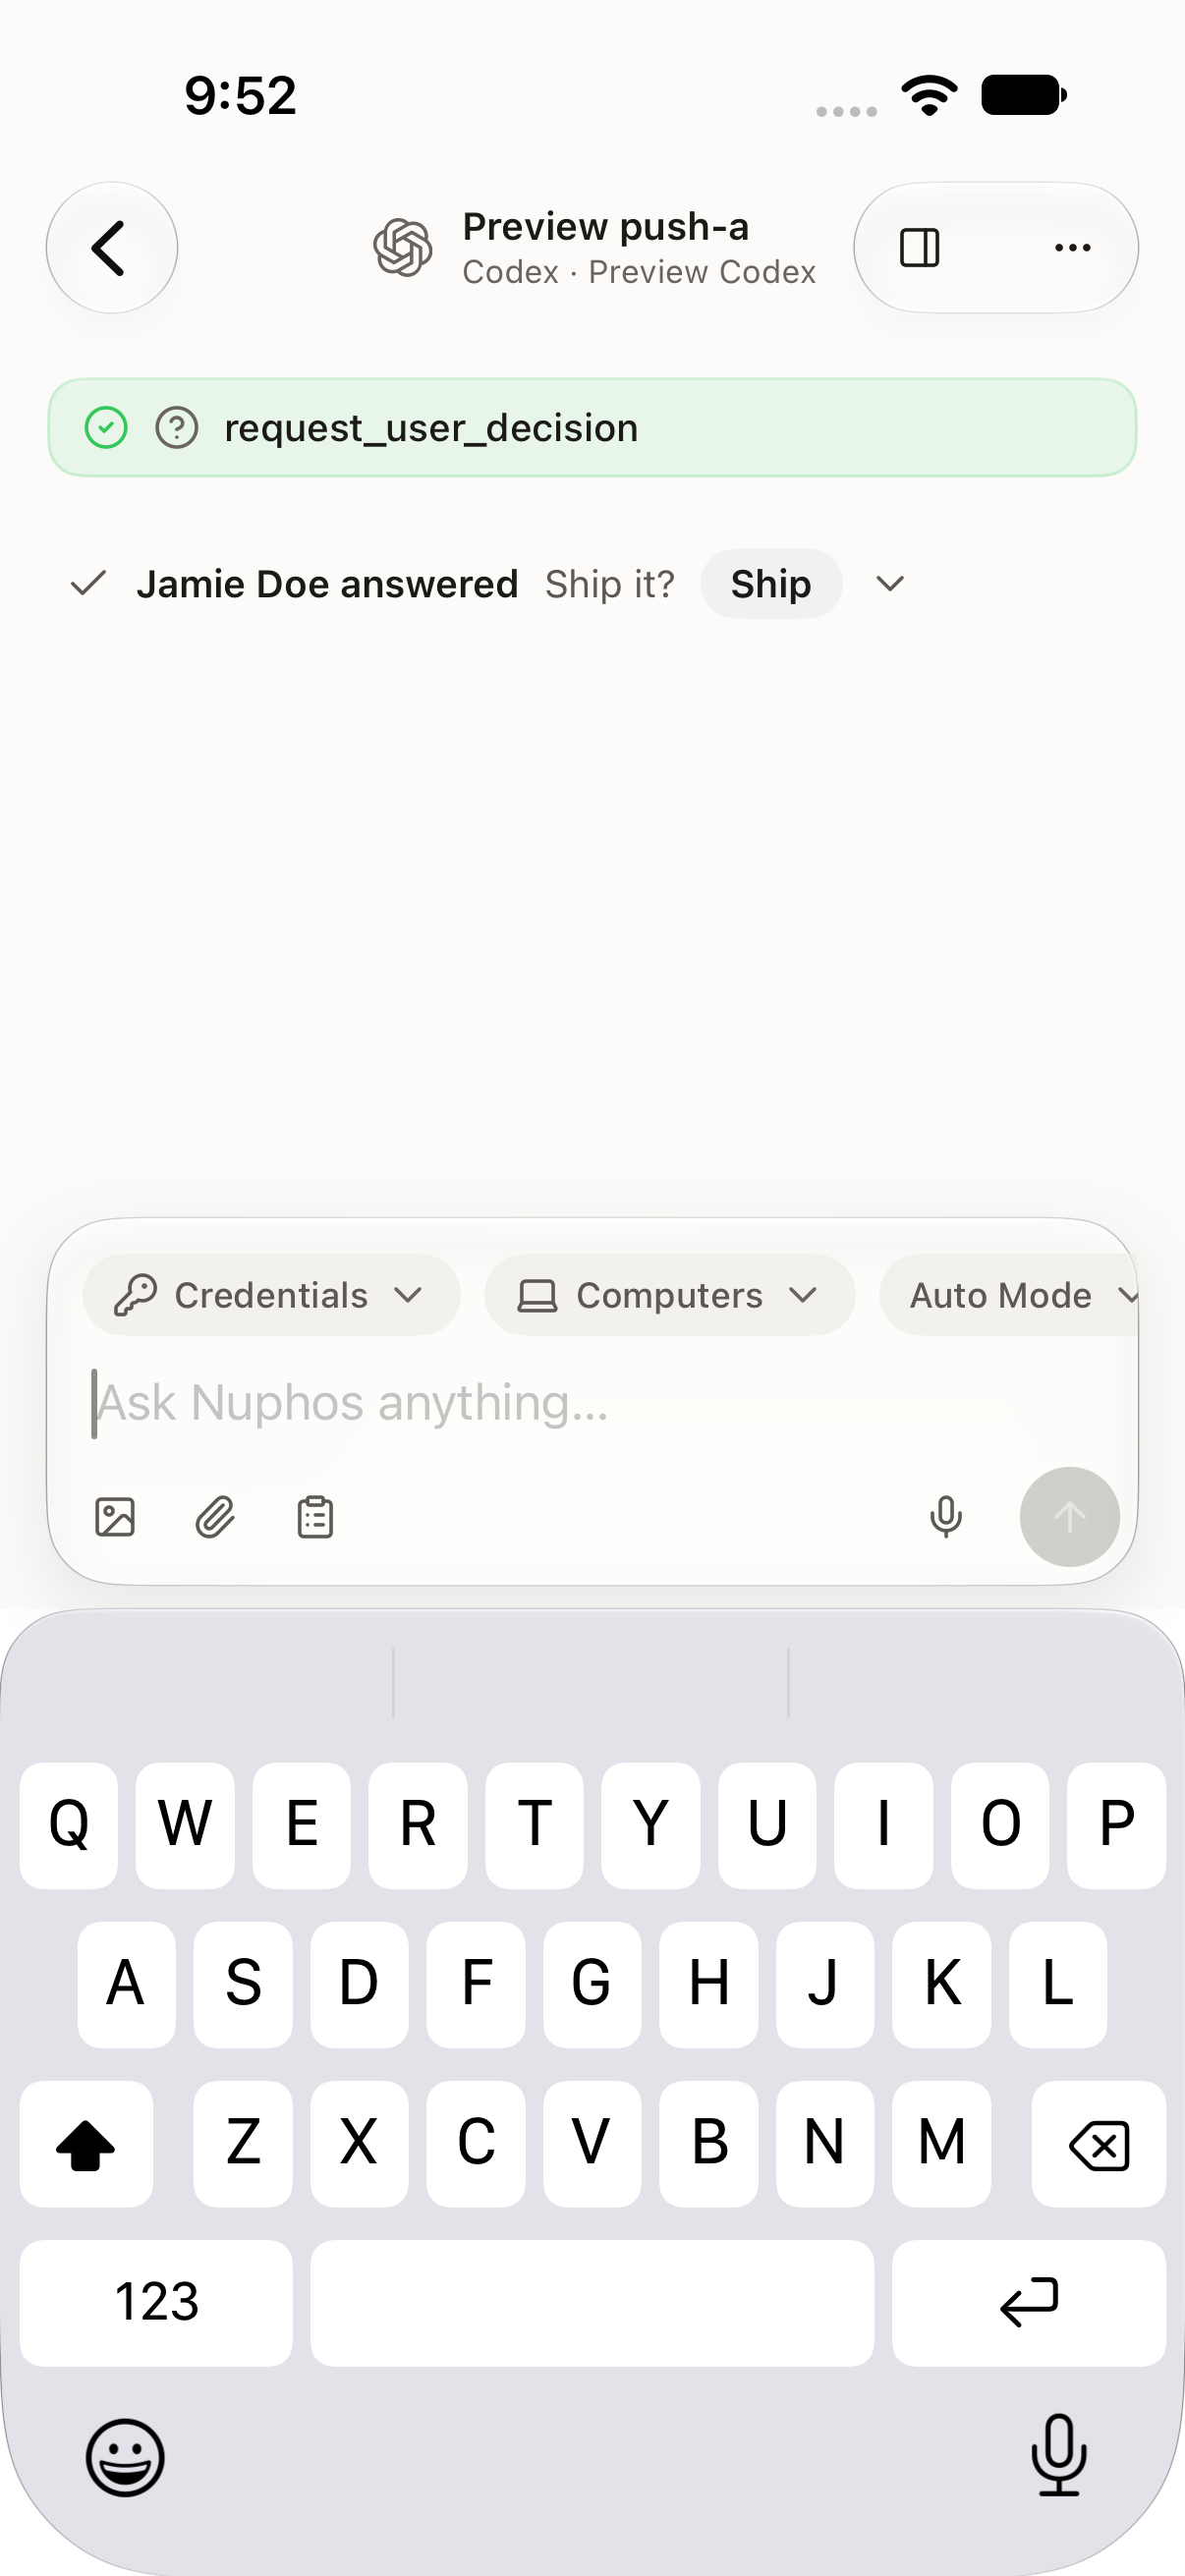 9:52
Preview push-a
Codex · Preview Codex
request_user_decision
Jamie Doe answered Ship it? Ship
Credentials Computers Auto Mode
Ask Nuphos anything...
Q W E R T Y U I O P
A S D F G H J K L
Z X C V B N M
123